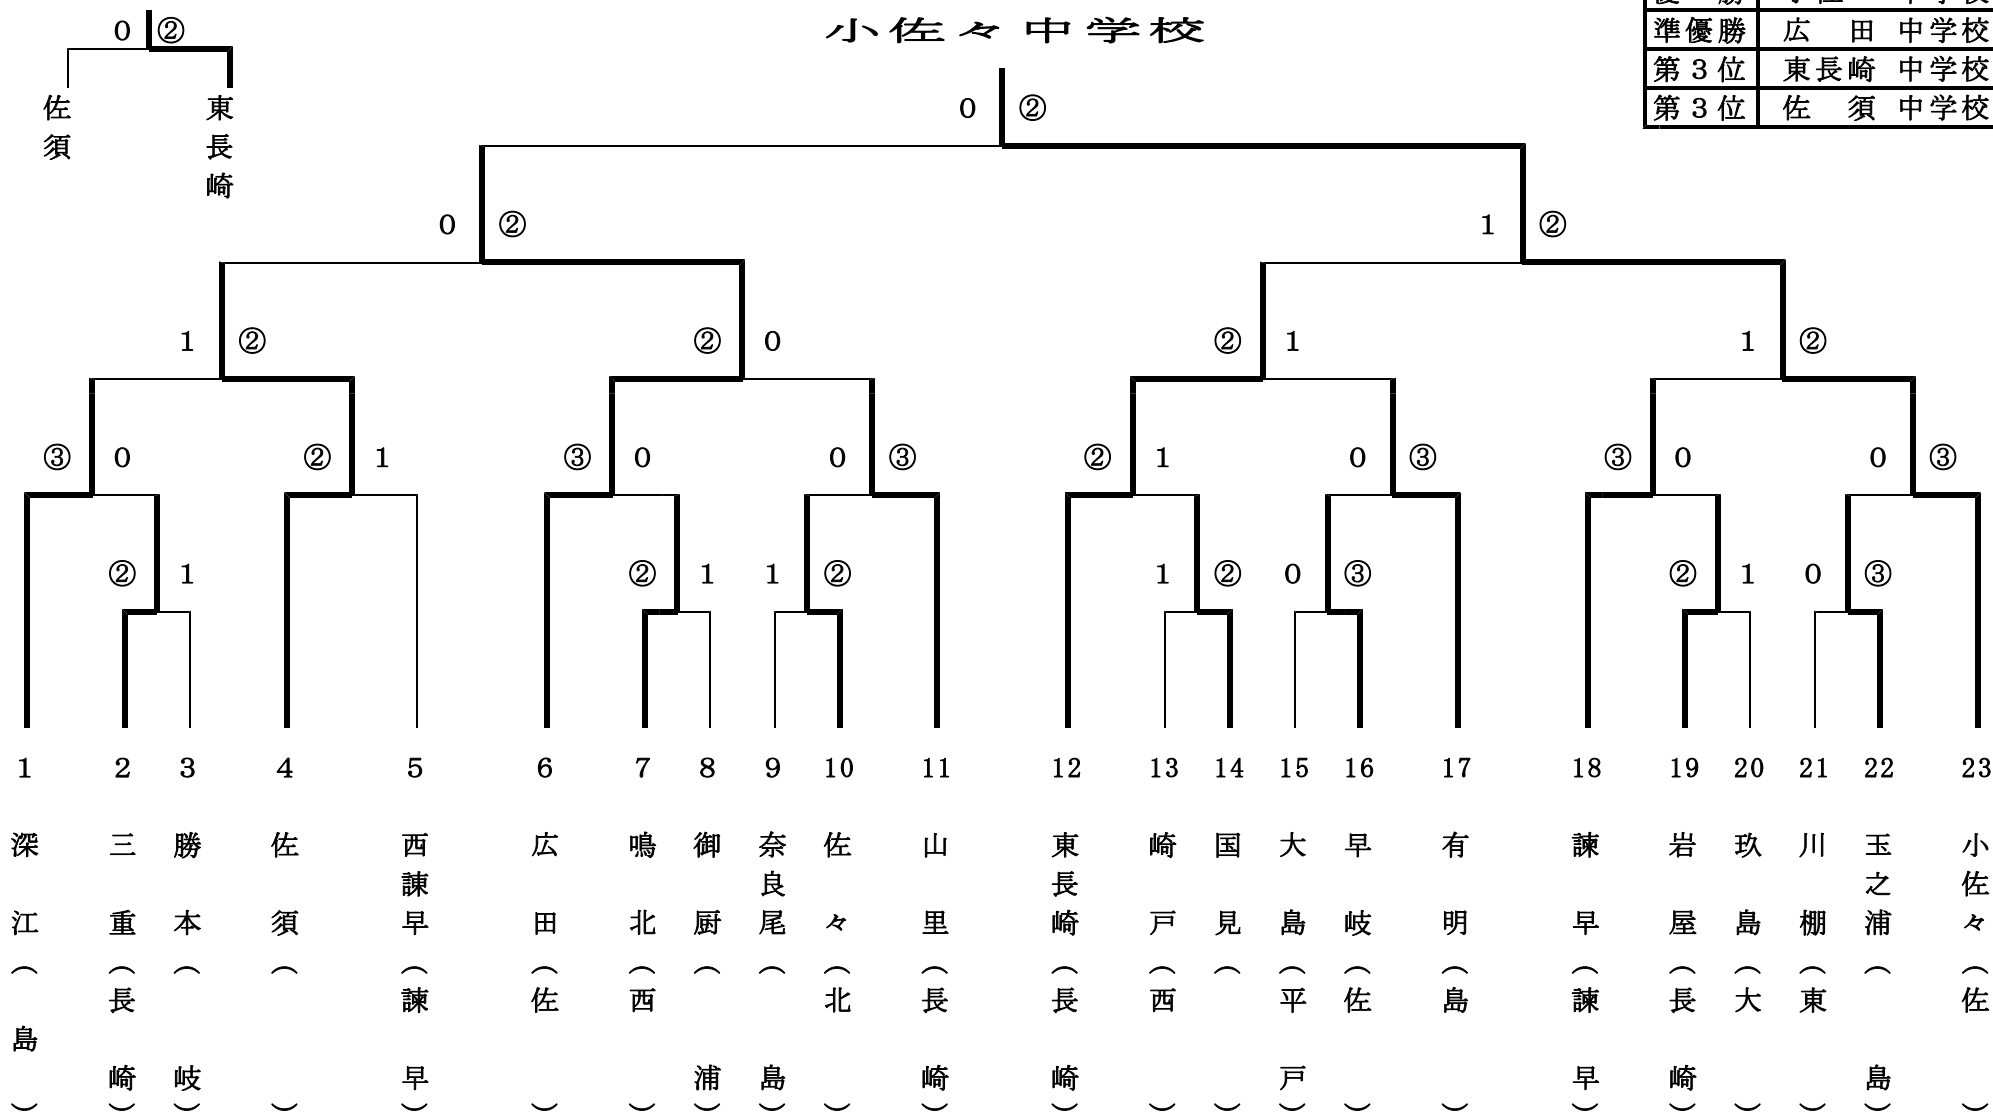 小佐々中学校
準優勝 広田 中学校
第3位 東長崎 中学校
第3位 佐須 中学校
0 ②
佐須
東長崎
0 ②
0 ②
1 ②
1 ②
② 0
② 1
1 ②
③ 0
② 1
③ 0
0 ③
② 1
0 ③
③ 0
0 ③
② 1
② 1
1 ②
1 ②
0 ③
② 1
0 ③
1 2 3 4 5 6 7 8 9 10 11 12 13 14 15 16 17 18 19 20 21 22 23
深江(島)
三重(長崎)
勝本(岐)
佐須()
西諫早(諫早)
広田(佐)
鳴北(西)
御厨(浦)
奈良尾(島)
佐々(北)
山里(長崎)
東長崎(長崎)
崎戸(西)
国見()
大島(平戸)
早岐(佐)
有明(島)
諫早(諫早)
岩屋(長崎)
玖島(大)
川棚(東)
玉之浦(島)
小佐々(佐)